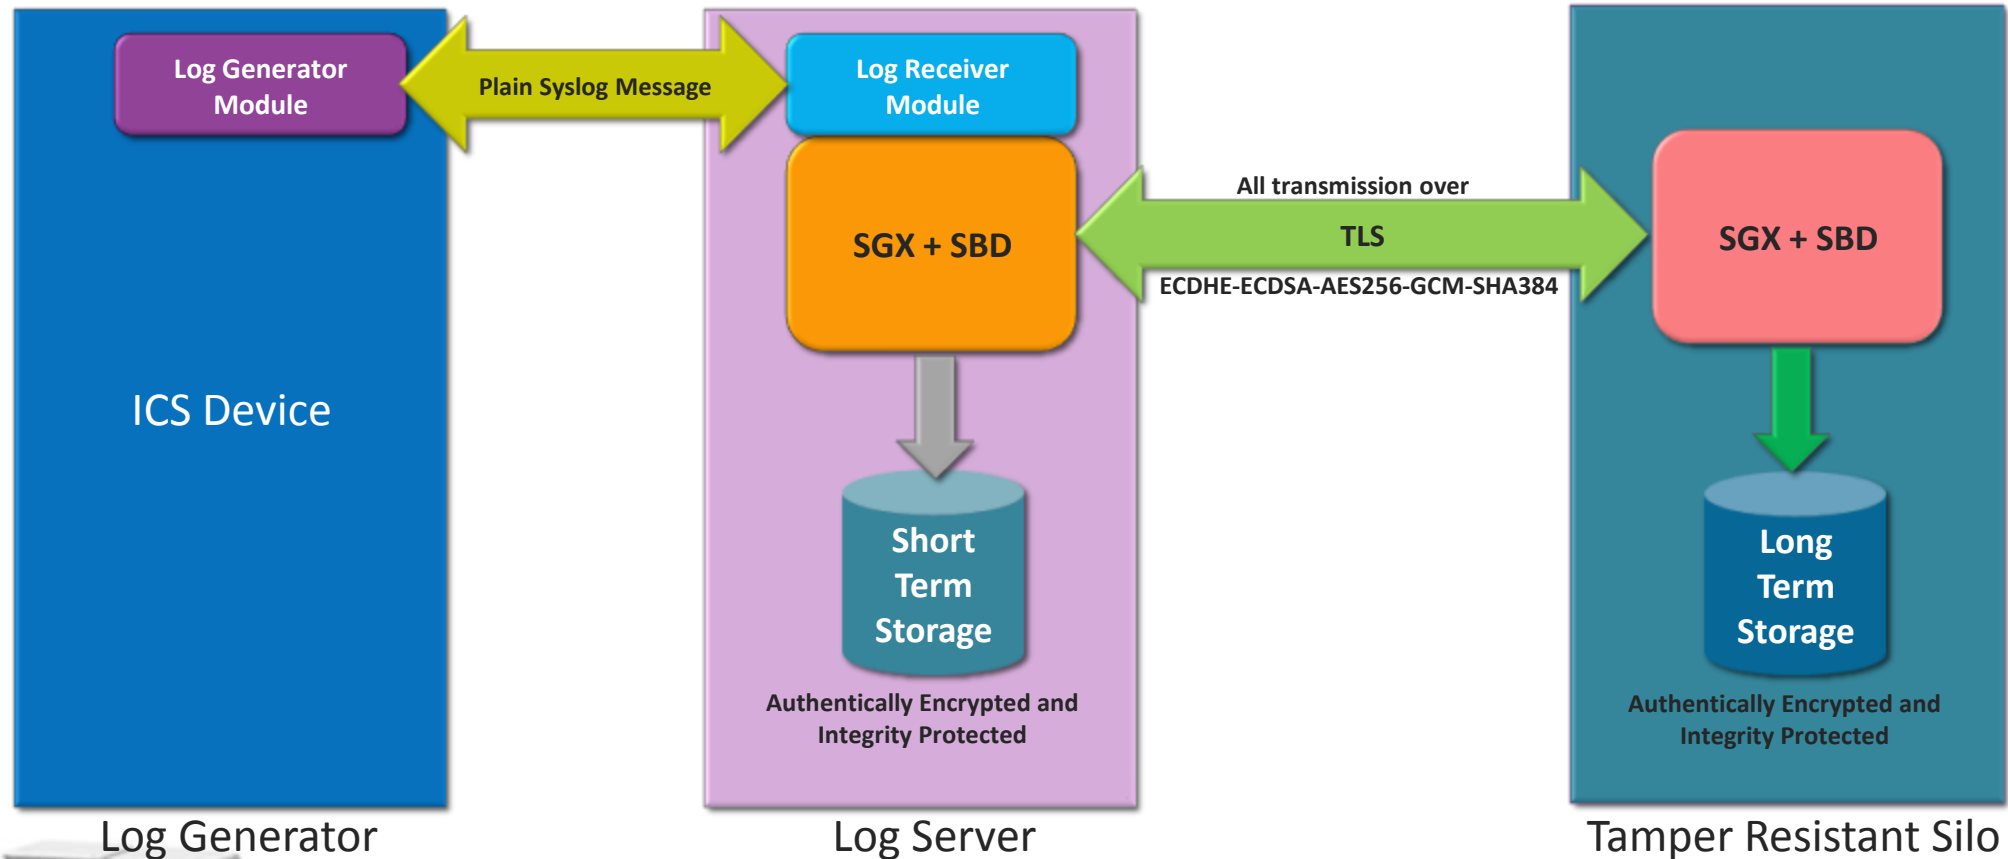 Log Generator
Module
Plain Syslog Message
Log Receiver
Module
ICS Device
SGX + SBD
All transmission over
TLS
ECDHE-ECDSA-AES256-GCM-SHA384
SGX + SBD
Short
Term
Storage
Authentically Encrypted and
Integrity Protected
Long
Term
Storage
Authentically Encrypted and
Integrity Protected
Log Generator
Log Server
Tamper Resistant Silo